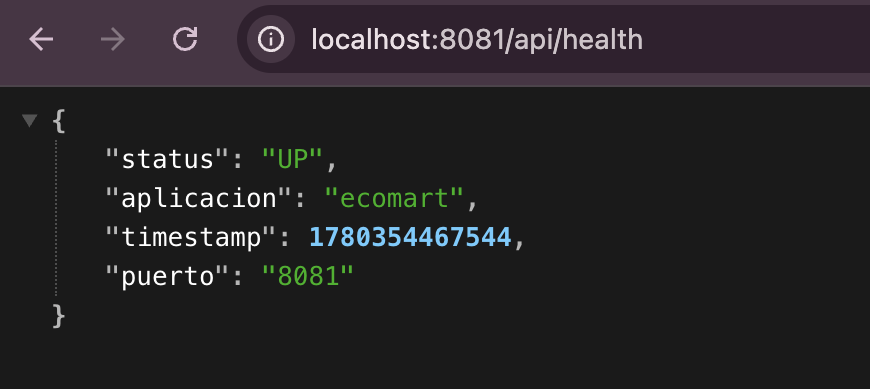 localhost:8081/api/health
{
"status": "UP",
"aplicacion": "ecomart",
"timestamp": 1780354467544,
"puerto": "8081"
}